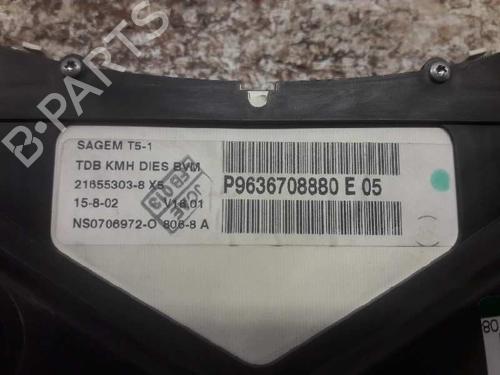 B-PARTS
SAGEM T5-1
TDB KMH DIES BVM
21655303-8 X5
15-8-02 V18.01
NS0706972-O 806-8 A
P9636708880 E 05
80